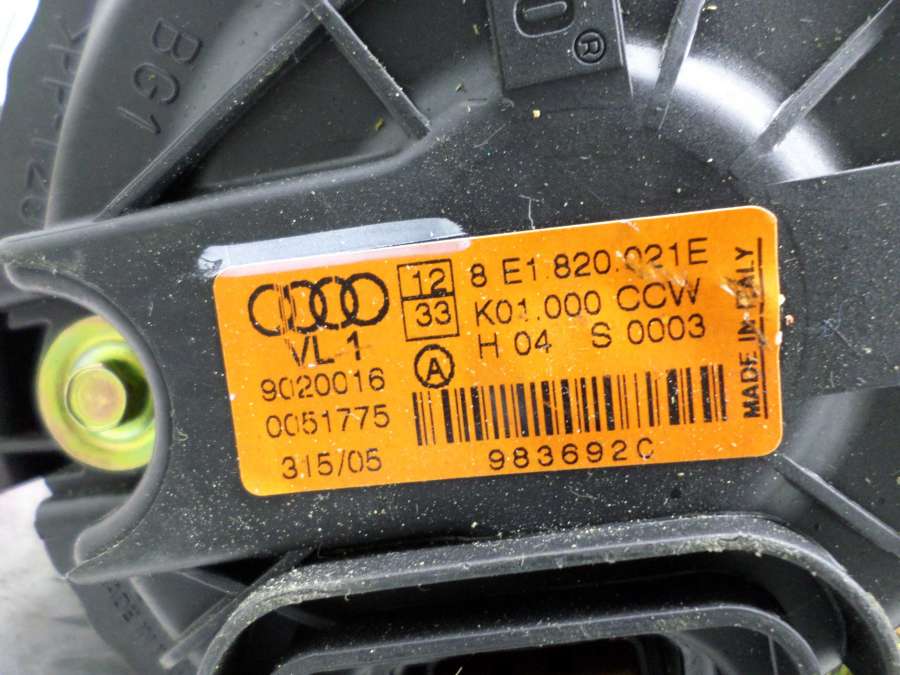 BG1
®
12
33
8 E1.820.021E
K01.000 CCW
H 04 S 0003
VL 1
A
9020016
0051775
315/05
983692C
MADE IN ITALY